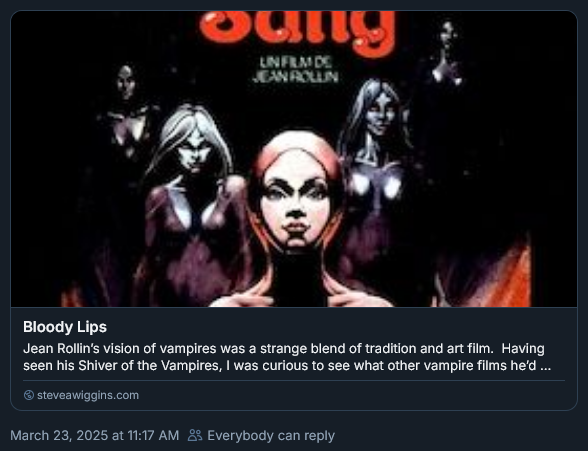 Sang
UN FILM DE
JEAN ROLLIN
Bloody Lips
Jean Rollin's vision of vampires was a strange blend of tradition and art film.  Having
seen his Shiver of the Vampires, I was curious to see what other vampire films he'd ...
steveawiggins.com
March 23, 2025 at 11:17 AM
Everybody can reply